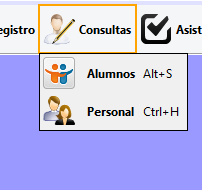 egistro Consultas Asist
Alumnos Alt+S
Personal Ctrl+H